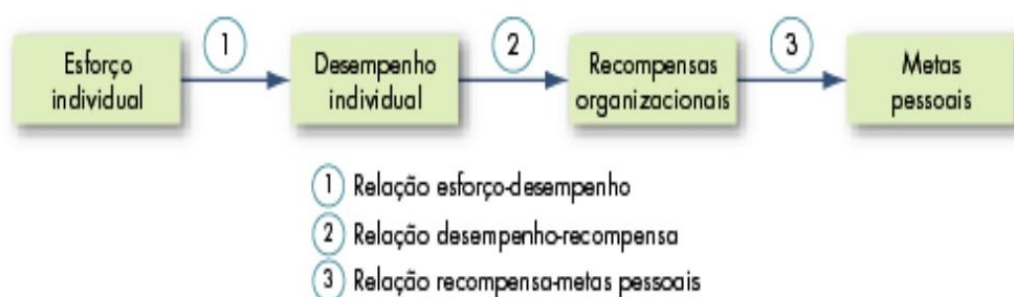 1
2
3
Esforço
individual
Desempenho
individual
Recompensas
organizacionais
Metas
pessoais
1 Relação esforço-desempenho
2 Relação desempenho-recompensa
3 Relação recompensa-metas pessoais